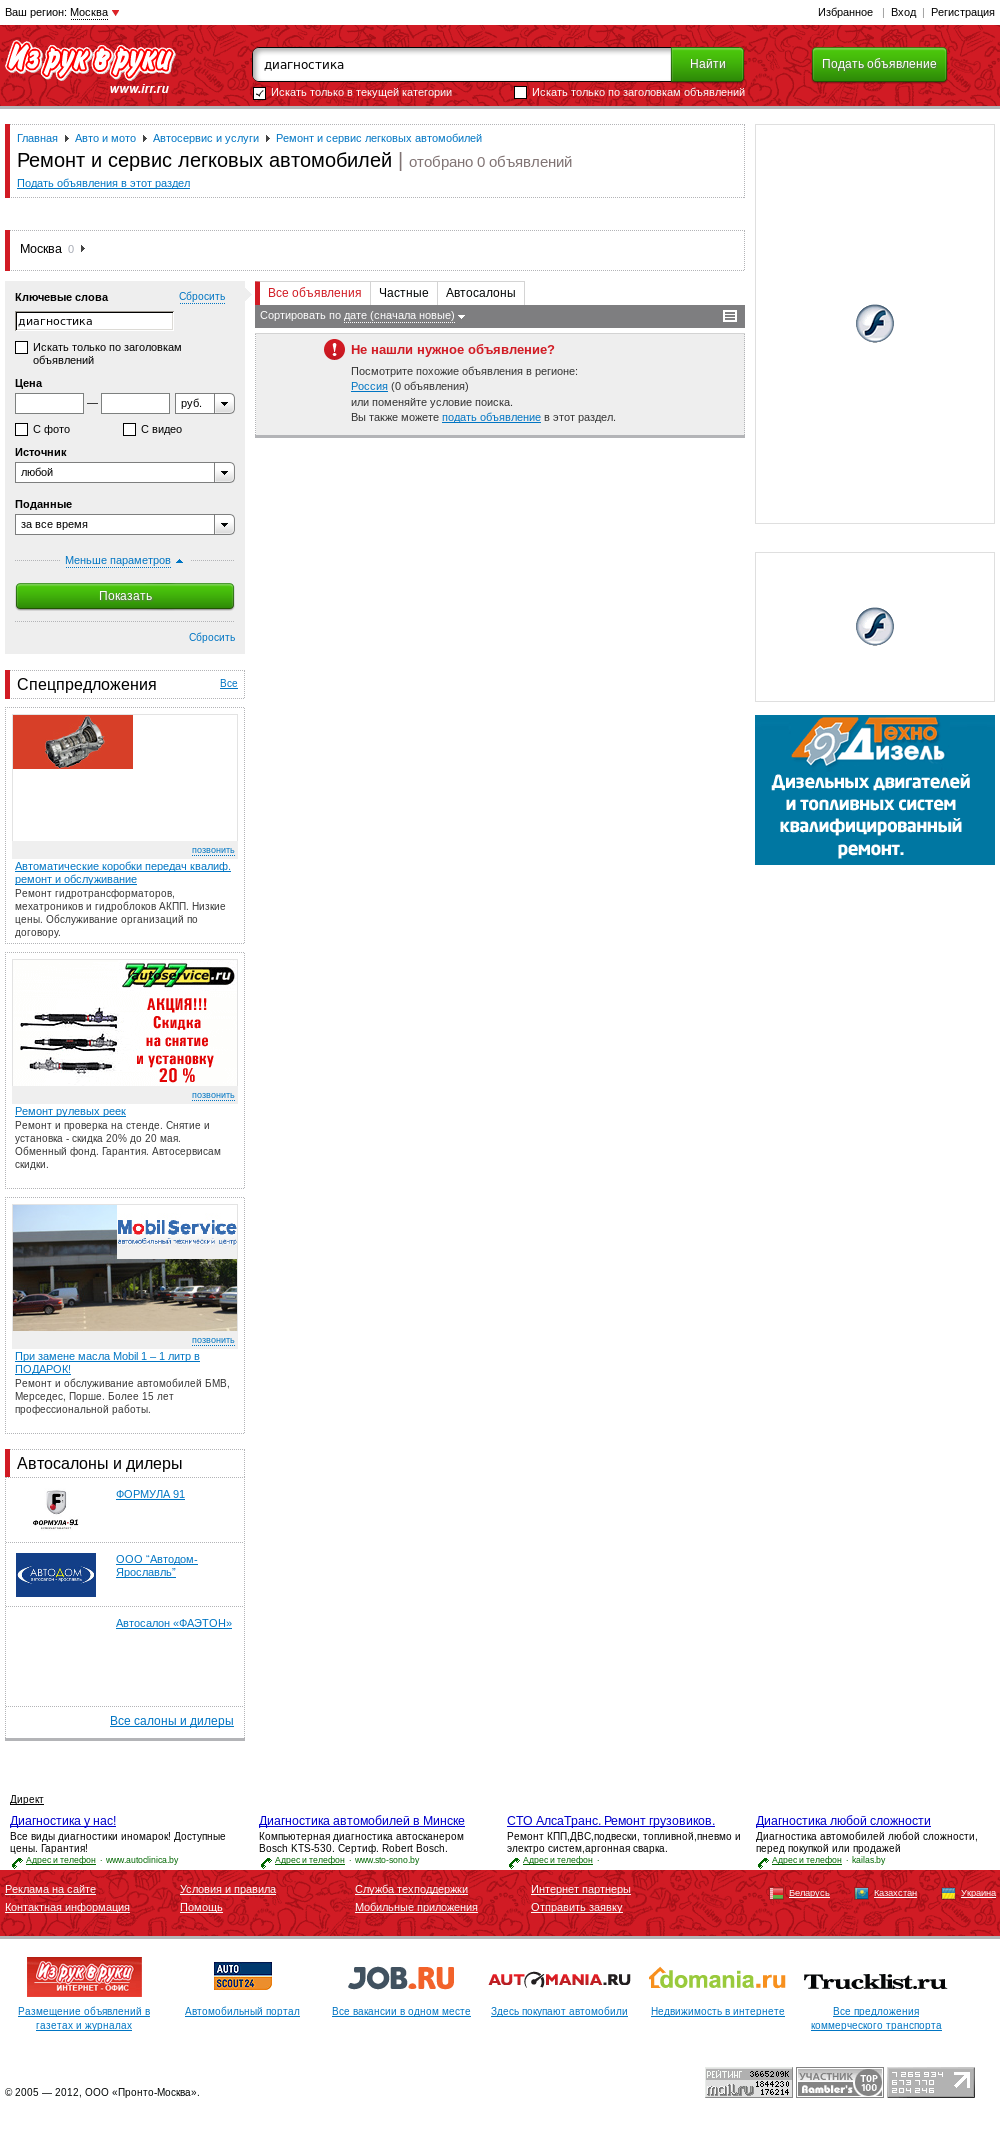 Ваш регион: Москва
Избранное | Вход | Регистрация
Из рук в руки
www.irr.ru
диагностика
Найти
Подать объявление
Искать только в текущей категории
Искать только по заголовкам объявлений
Главная Авто и мото Автосервис и услуги Ремонт и сервис легковых автомобилей
Ремонт и сервис легковых автомобилей | отобрано 0 объявлений
Подать объявления в этот раздел
Москва 0
Ключевые слова
Сбросить
диагностика
Искать только по заголовкам
объявлений
Цена
—
руб.
С фото
С видео
Источник
любой
Поданные
за все время
Меньше параметров
Показать
Сбросить
Все объявления
Частные
Автосалоны
Сортировать по дате (сначала новые)
Не нашли нужное объявление?
Посмотрите похожие объявления в регионе:
Россия (0 объявления)
или поменяйте условие поиска.
Вы также можете подать объявление в этот раздел.
Техно
Дизель
Дизельных двигателей
и топливных систем
квалифицированный
ремонт.
Спецпредложения
Все
позвонить
Автоматические коробки передач квалиф.
ремонт и обслуживание
Ремонт гидротрансформаторов,
мехатроников и гидроблоков АКПП. Низкие
цены. Обслуживание организаций по
договору.
777
autoservice.ru
АКЦИЯ!!!
Скидка
на снятие
и установку
20 %
позвонить
Ремонт рулевых реек
Ремонт и проверка на стенде. Снятие и
установка - скидка 20% до 20 мая.
Обменный фонд. Гарантия. Автосервисам
скидки.
Mobil Service
автомобильный технический центр
позвонить
При замене масла Mobil 1 – 1 литр в
ПОДАРОК!
Ремонт и обслуживание автомобилей БМВ,
Мерседес, Порше. Более 15 лет
профессиональной работы.
Автосалоны и дилеры
ФОРМУЛА-91
ФОРМУЛА 91
АВТОДОМ
автосалон - ярославль
ООО "Автодом-
Ярославль"
Автосалон «ФАЭТОН»
Все салоны и дилеры
Директ
Диагностика у нас!
Все виды диагностики иномарок! Доступные
цены. Гарантия!
Адрес и телефон · www.autoclinica.by
Диагностика автомобилей в Минске
Компьютерная диагностика автосканером
Bosch KTS-530. Сертиф. Robert Bosch.
Адрес и телефон · www.sto-sono.by
СТО АлсаТранс. Ремонт грузовиков.
Ремонт КПП,ДВС,подвески, топливной,пневмо и
электро систем,аргонная сварка.
Адрес и телефон ·
Диагностика любой сложности
Диагностика автомобилей любой сложности,
перед покупкой или продажей
Адрес и телефон · kailas.by
Реклама на сайте
Контактная информация
Условия и правила
Помощь
Служба техподдержки
Мобильные приложения
Интернет партнеры
Отправить заявку
Беларусь
Казахстан
Украина
Из рук в руки
ИНТЕРНЕТ - ОФИС
Размещение объявлений в
газетах и журналах
AUTO
SCOUT24
Автомобильный портал
JOB.RU
Все вакансии в одном месте
AUTOMANIA.RU
Здесь покупают автомобили
domania.ru
Недвижимость в интернете
Trucklist.ru
Все предложения
коммерческого транспорта
© 2005 — 2012, ООО «Пронто-Москва».
РЕЙТИНГ
mail.ru
3665209K
1844230
176214
УЧАСТНИК
Rambler's
TOP
100
7265934
673770
204246